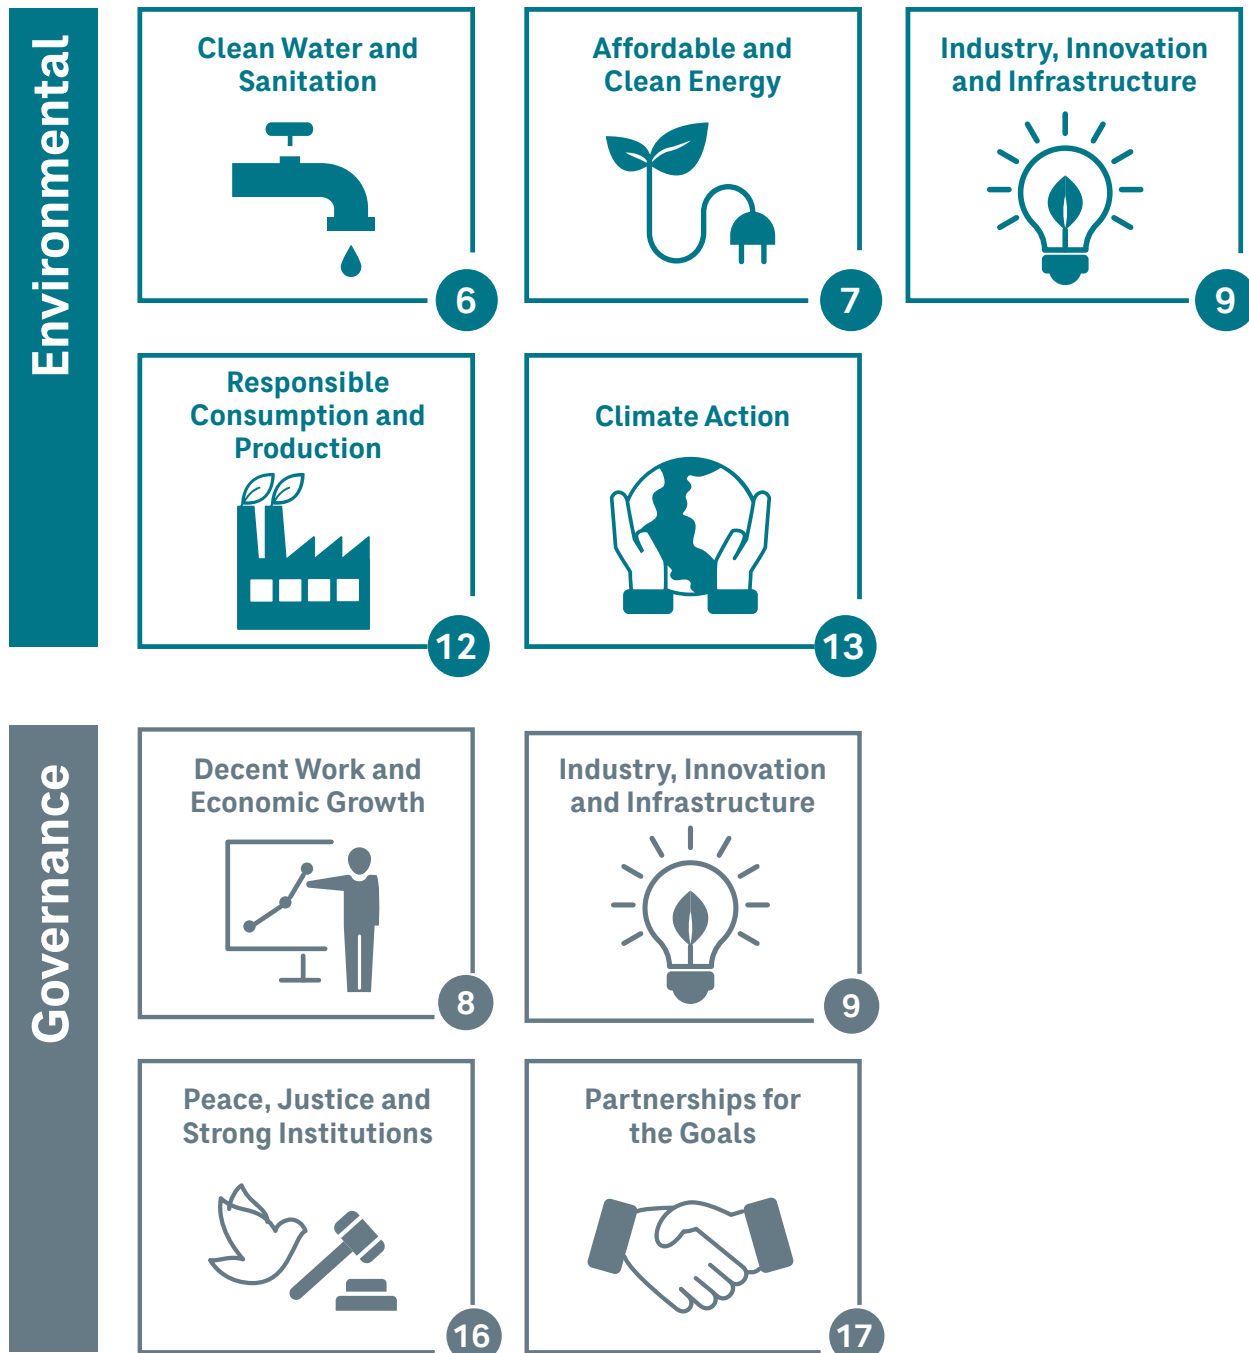 Environmental
Clean Water and
Sanitation
6
Affordable and
Clean Energy
7
Industry, Innovation
and Infrastructure
9
Responsible
Consumption and
Production
12
Climate Action
13
Governance
Decent Work and
Economic Growth
8
Industry, Innovation
and Infrastructure
9
Peace, Justice and
Strong Institutions
16
Partnerships for
the Goals
17